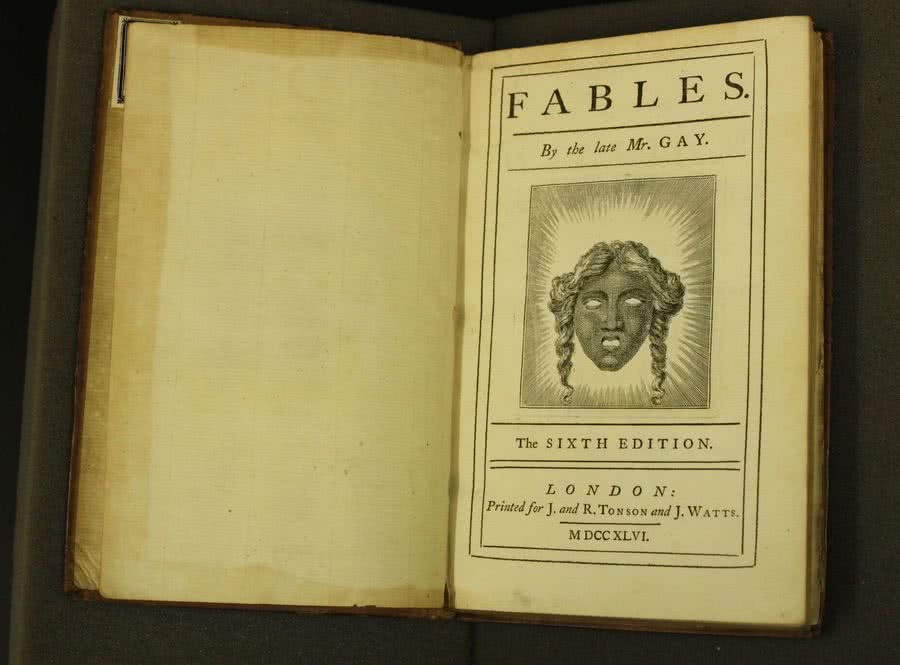 FABLES.
By the late Mr. GAY.
The SIXTH EDITION.
LONDON:
Printed for J. and R. TONSON and J. WATTS.
MDCCXLVI.